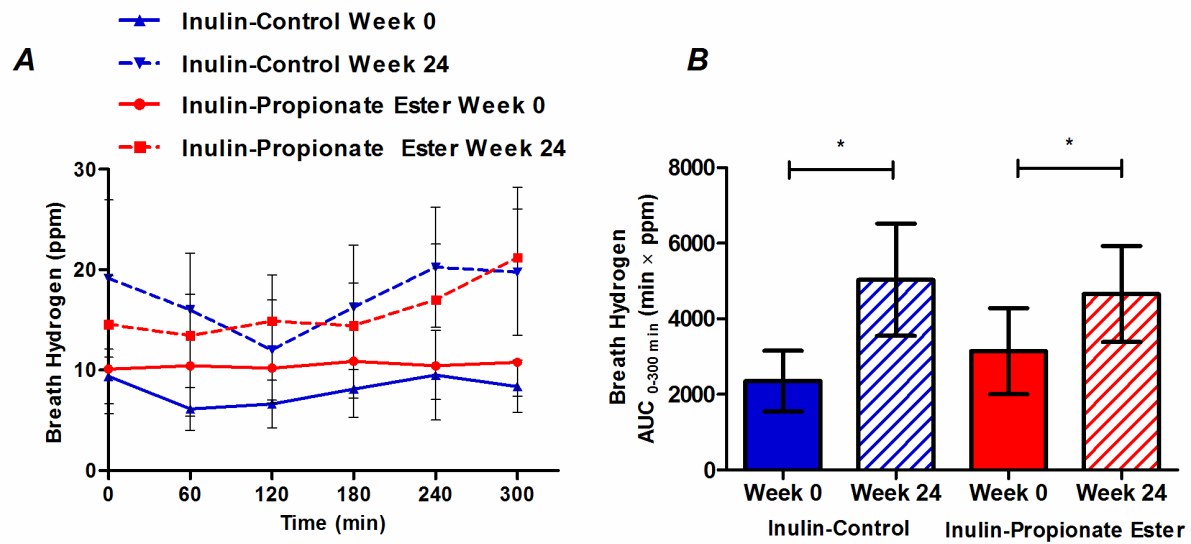 Inulin-Control Week 0
Inulin-Control Week 24
Inulin-Propionate Ester Week 0
Inulin-Propionate Ester Week 24
A
Breath Hydrogen (ppm)
30
20
10
0
0 60 120 180 240 300
Time (min)
B
Breath Hydrogen
AUC 0-300 min (min × ppm)
8000
6000
4000
2000
0
* *
Week 0 Week 24 Week 0 Week 24
Inulin-Control Inulin-Propionate Ester